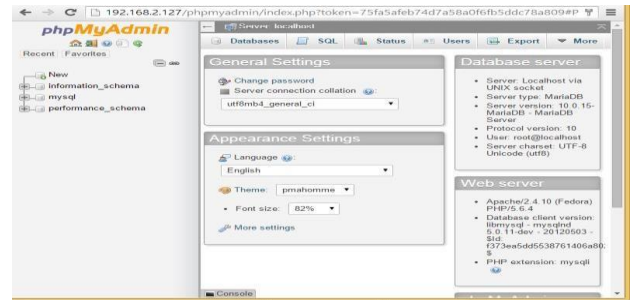 192.168.2.127/phpmyadmin/index.php?token=75fa5afeb74d7a58a0f6fb5ddc78a809#P
phpMyAdmin
Recent Favorites
New
information_schema
mysql
performance_schema
Server: localhost
Databases SQL Status Users Export More
General Settings
Change password
Server connection collation
utf8mb4_general_ci
Appearance Settings
Language
English
Theme: pmahomme
Font size: 82%
More settings
Database server
Server: Localhost via
UNIX socket
Server type: MariaDB
Server version: 10.0.15-
MariaDB - MariaDB
Server
Protocol version: 10
User: root@localhost
Server charset: UTF-8
Unicode (utf8)
Web server
Apache/2.4.10 (Fedora)
PHP/5.6.4
Database client version:
libmysql - mysqlnd
5.0.11-dev - 20120503 -
$Id:
f373ea5dd5538761406a80
$
PHP extension: mysqli
Console